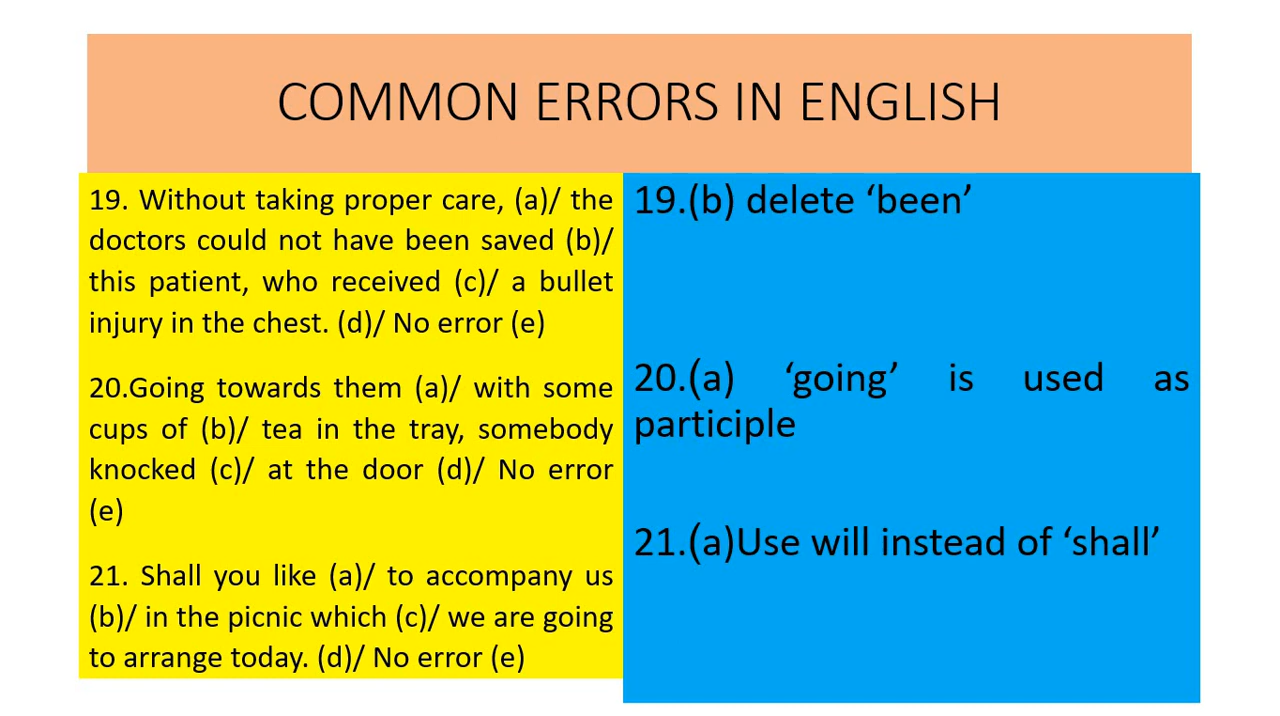 COMMON ERRORS IN ENGLISH
19. Without taking proper care, (a)/ the
doctors could not have been saved (b)/
this patient, who received (c)/ a bullet
injury in the chest. (d)/ No error (e)
20.Going towards them (a)/ with some
cups of (b)/ tea in the tray, somebody
knocked (c)/ at the door (d)/ No error
(e)
21. Shall you like (a)/ to accompany us
(b)/ in the picnic which (c)/ we are going
to arrange today. (d)/ No error (e)
19.(b) delete ‘been’
20.(a) ‘going’ is used as
participle
21.(a)Use will instead of ‘shall’